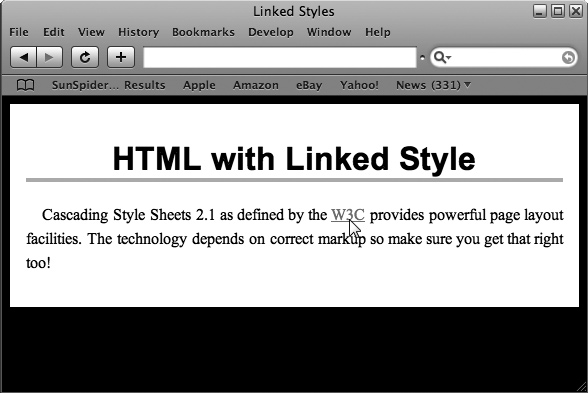 Linked Styles
File Edit View History Bookmarks Develop Window Help
SunSpider... Results Apple Amazon eBay Yahoo! News (331)
HTML with Linked Style
Cascading Style Sheets 2.1 as defined by the W3C provides powerful page layout
facilities. The technology depends on correct markup so make sure you get that right
too!